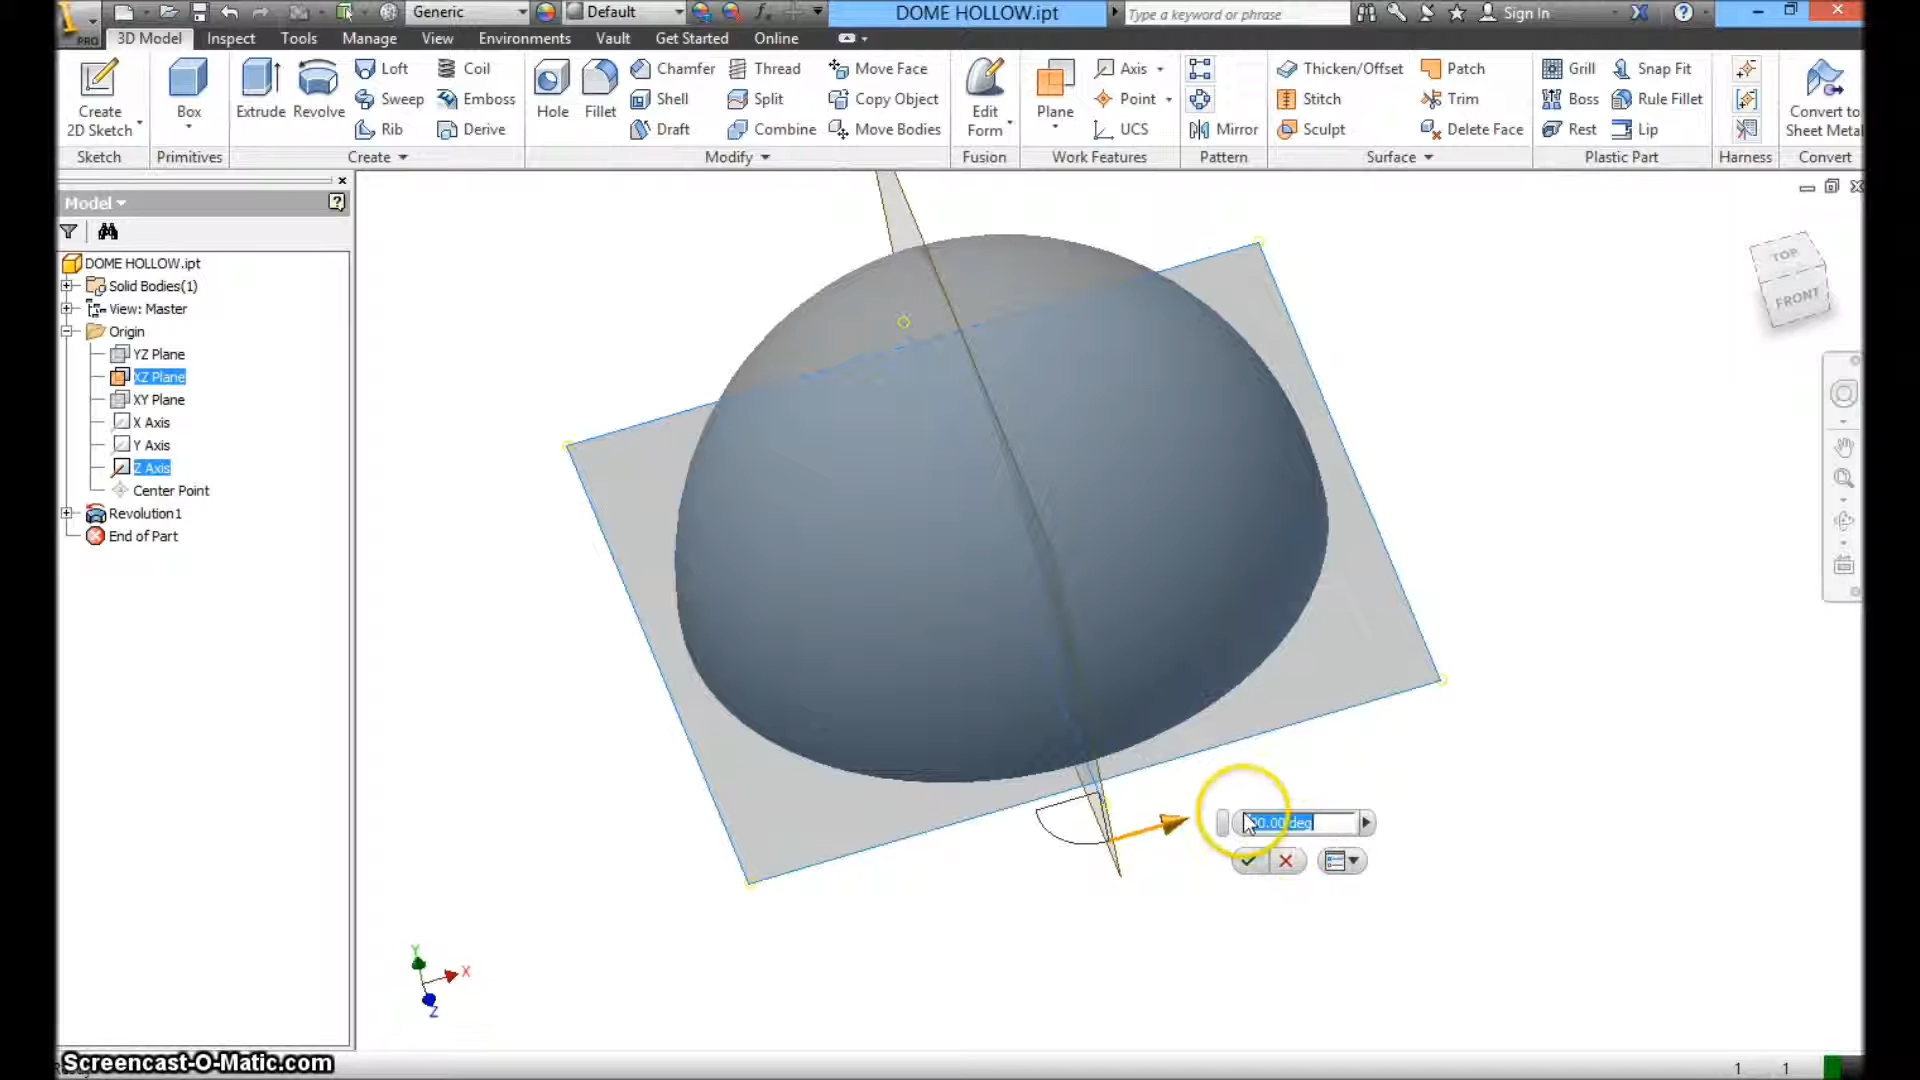 Generic
Default
DOME HOLLOW.ipt
Type a keyword or phrase
Sign In
PRO
3D Model
Inspect
Tools
Manage
View
Environments
Vault
Get Started
Online
Create
2D Sketch
Box
Extrude
Revolve
Loft
Sweep
Rib
Coil
Emboss
Derive
Hole
Fillet
Chamfer
Shell
Draft
Thread
Split
Combine
Move Face
Copy Object
Move Bodies
Edit
Form
Plane
Axis
Point
UCS
Mirror
Thicken/Offset
Stitch
Sculpt
Patch
Trim
Delete Face
Grill
Boss
Rest
Snap Fit
Rule Fillet
Lip
Convert to
Sheet Metal
Sketch
Primitives
Create
Modify
Fusion
Work Features
Pattern
Surface
Plastic Part
Harness
Convert
Model
DOME HOLLOW.ipt
Solid Bodies(1)
View: Master
Origin
YZ Plane
XZ Plane
XY Plane
X Axis
Y Axis
Z Axis
Center Point
Revolution1
End of Part
TOP
FRONT
deg
Y
X
Z
Screencast-O-Matic.com
1 1